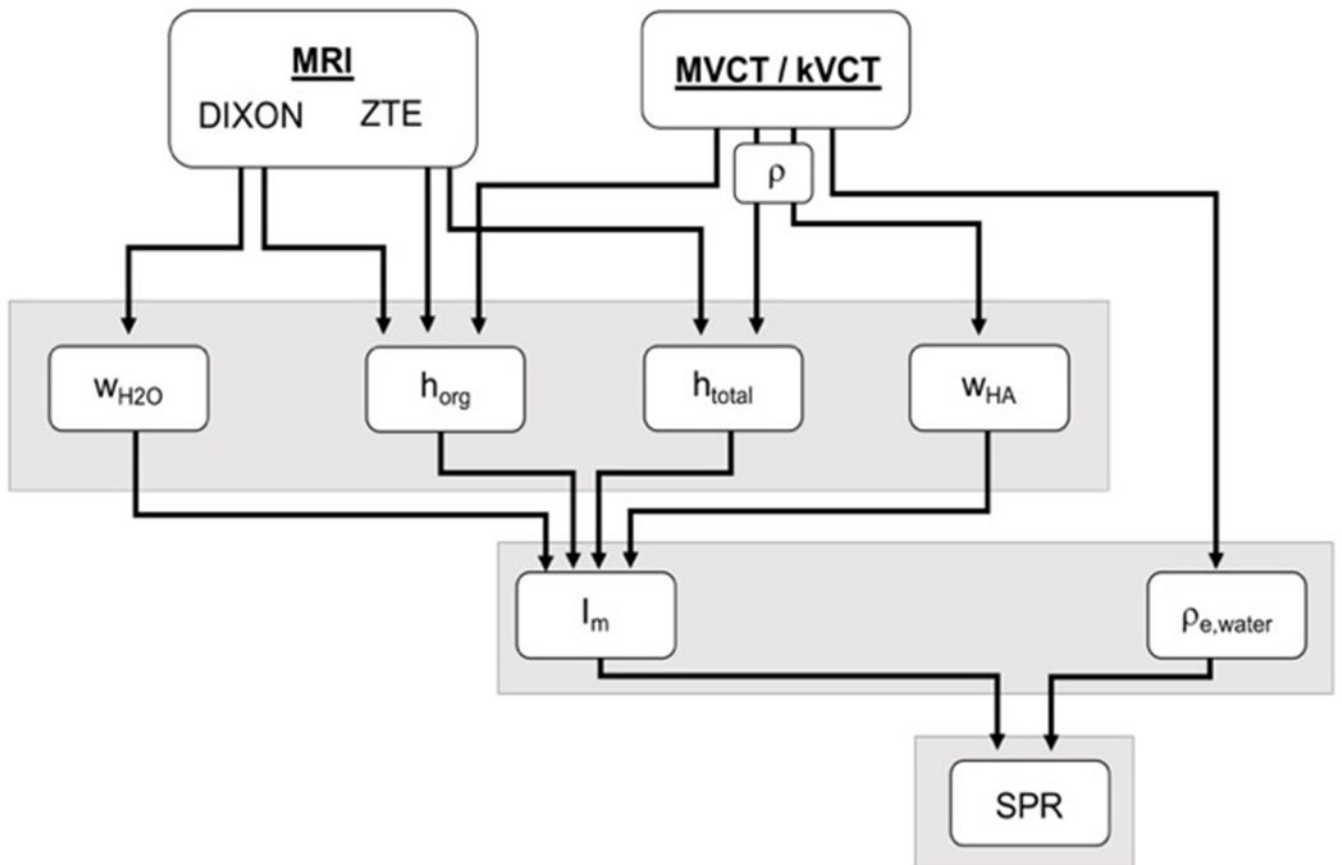 MRI
DIXON ZTE
MVCT / kVCT
ρ
wH2O
horg
htotal
wHA
Im
ρe,water
SPR